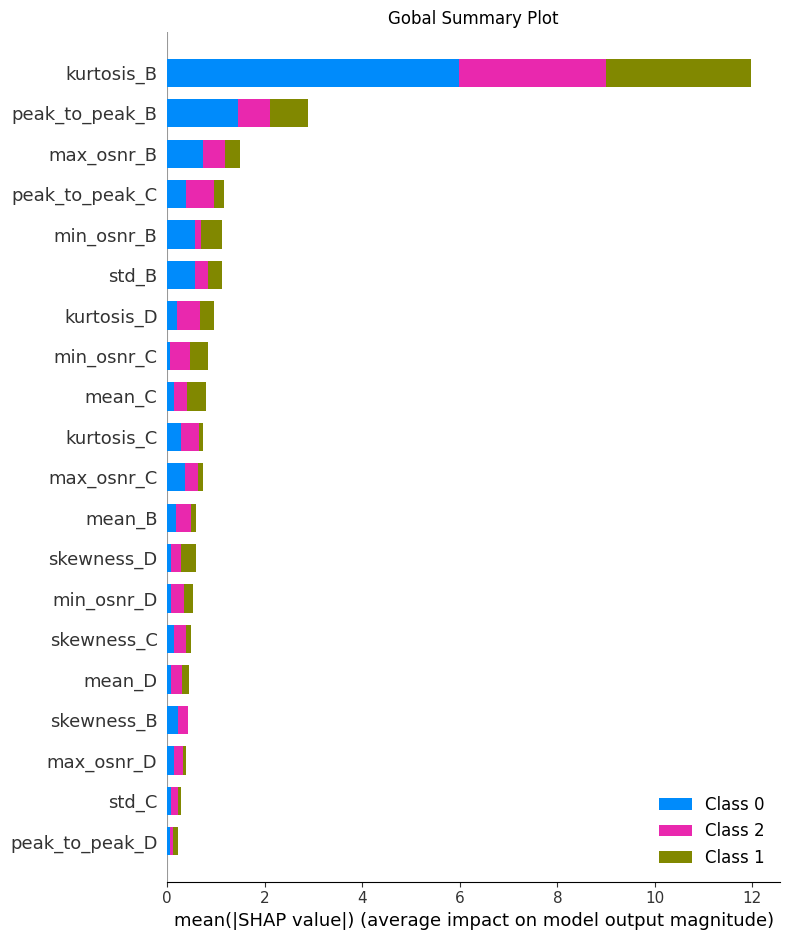 Gobal Summary Plot
kurtosis_B
peak_to_peak_B
max_osnr_B
peak_to_peak_C
min_osnr_B
std_B
kurtosis_D
min_osnr_C
mean_C
kurtosis_C
max_osnr_C
mean_B
skewness_D
min_osnr_D
skewness_C
mean_D
skewness_B
max_osnr_D
std_C
peak_to_peak_D
Class 0
Class 2
Class 1
0 2 4 6 8 10 12
mean(|SHAP value|) (average impact on model output magnitude)